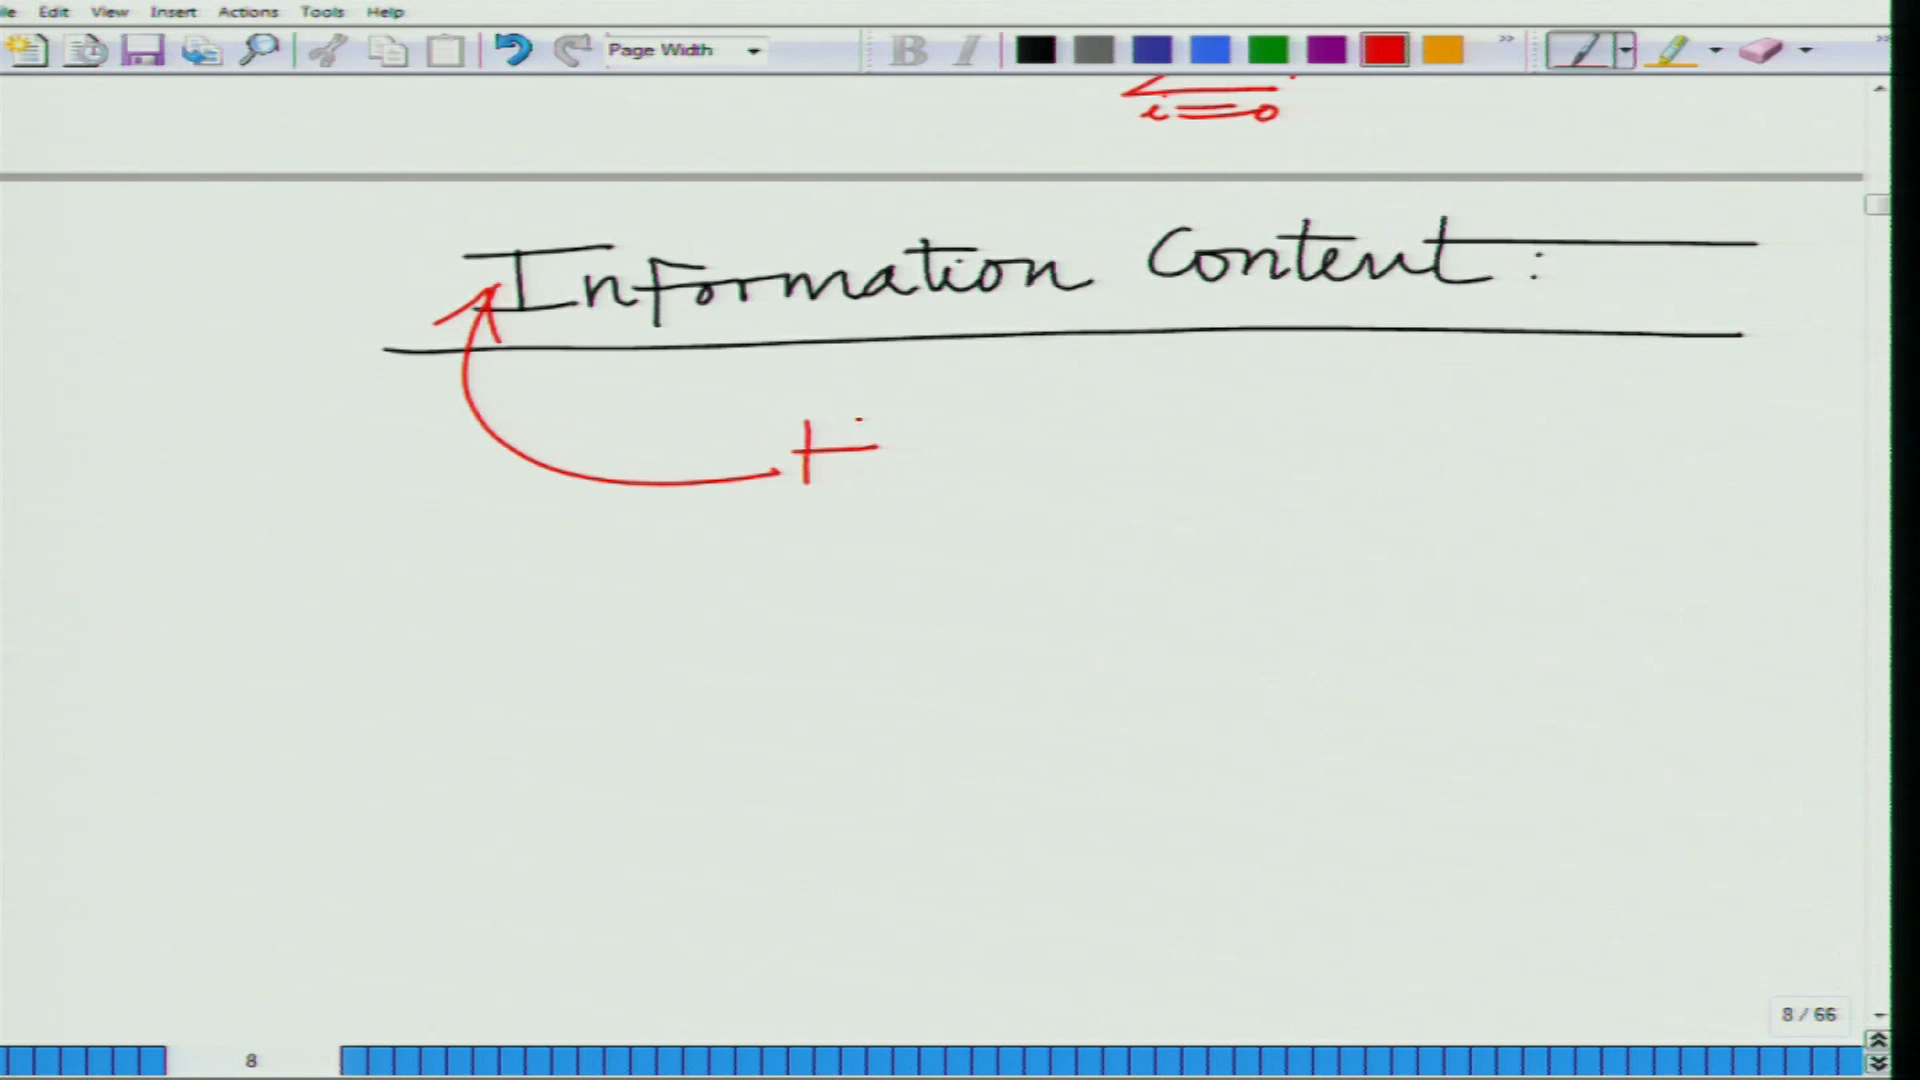 Edit View Insert Actions Tools Help
Page Width
B I
i=0
Information Content:
8 / 66
8